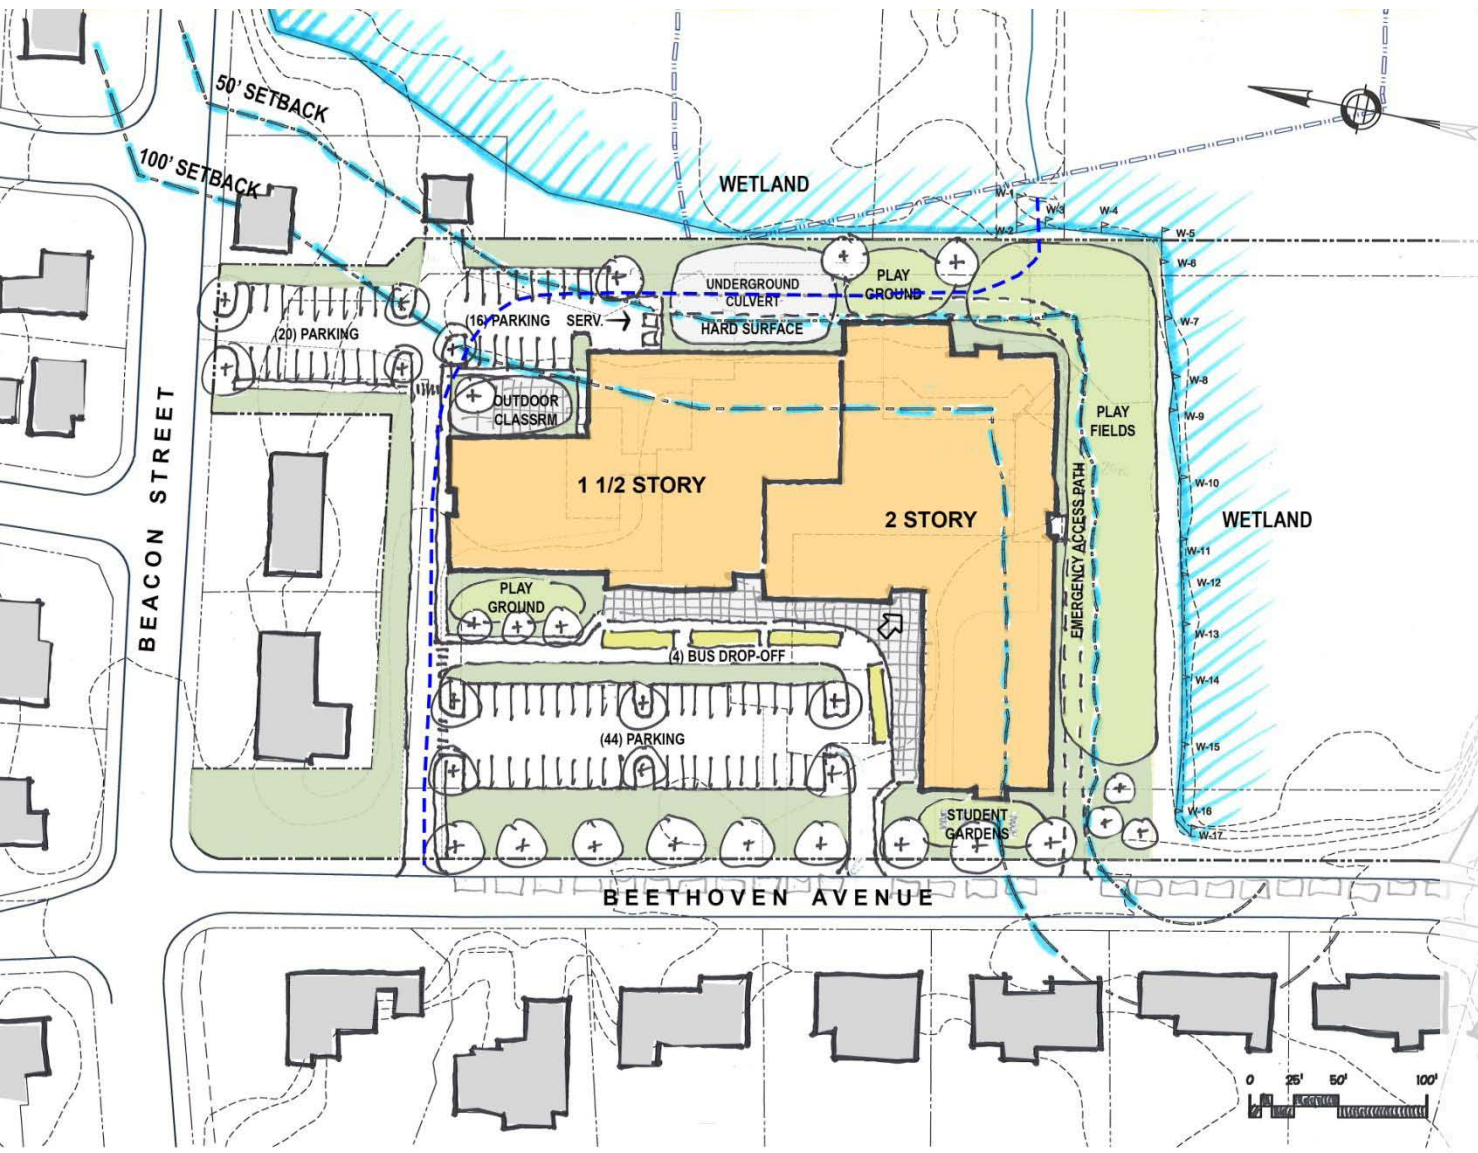 50' SETBACK
100' SETBACK
WETLAND
W-1
W-3
W-4
W-2
W-5
W-6
UNDERGROUND
CULVERT
HARD SURFACE
PLAY
GROUND
(16) PARKING
SERV.
(20) PARKING
W-7
W-8
OUTDOOR
CLASSRM
PLAY
FIELDS
W-9
BEACON STREET
1 1/2 STORY
2 STORY
EMERGENCY ACCESS PATH
W-10
WETLAND
W-11
W-12
PLAY
GROUND
W-13
(4) BUS DROP-OFF
W-14
(44) PARKING
W-15
STUDENT
GARDENS
W-16
W-17
BEETHOVEN AVENUE
0 25' 50' 100'